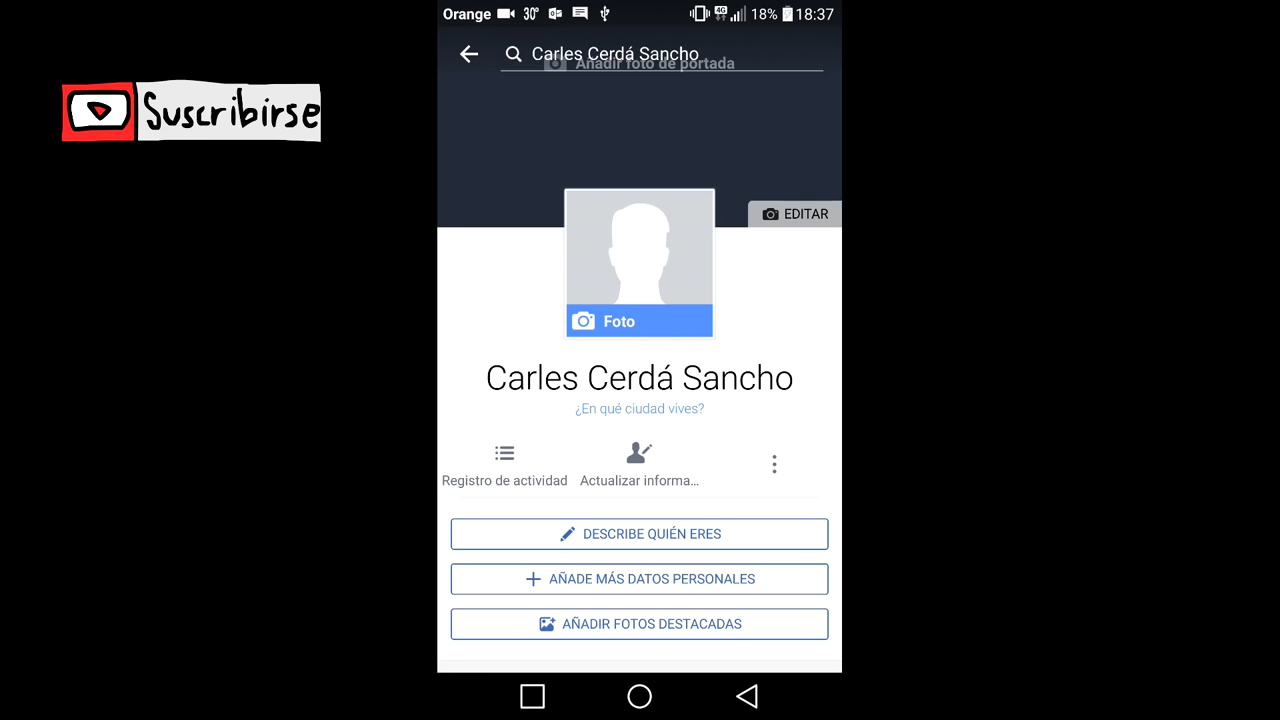 Orange 30° 4G 18% 18:37
Carles Cerdá Sancho
Añadir foto de portada
Suscribirse
EDITAR
Foto
Carles Cerdá Sancho
¿En qué ciudad vives?
Registro de actividad Actualizar informa...
DESCRIBE QUIÉN ERES
AÑADE MÁS DATOS PERSONALES
AÑADIR FOTOS DESTACADAS